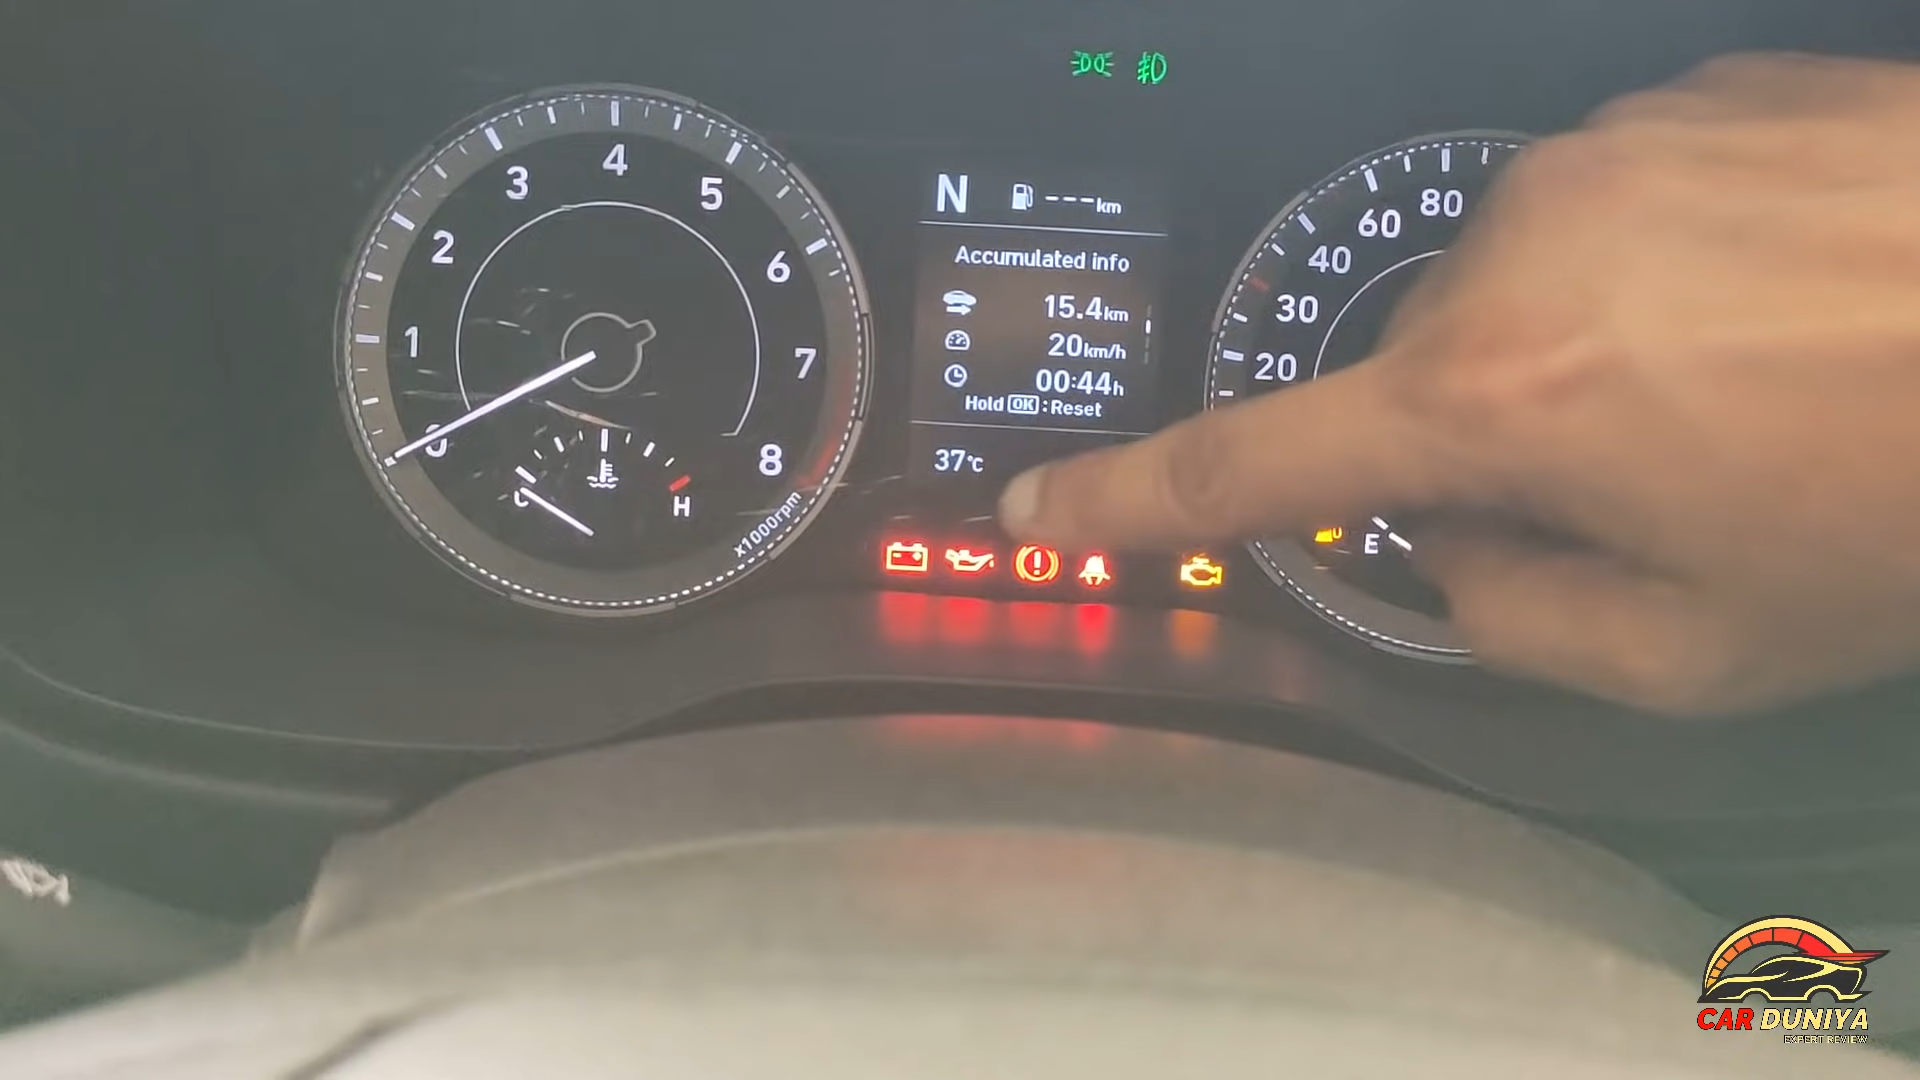 1
2
3
4
5
6
7
8
0
x1000rpm
C
H
N
---km
Accumulated info
15.4km
20km/h
00:44h
Hold OK : Reset
37°C
20
30
40
60
80
E
CAR DUNIYA
EXPERT REVIEW